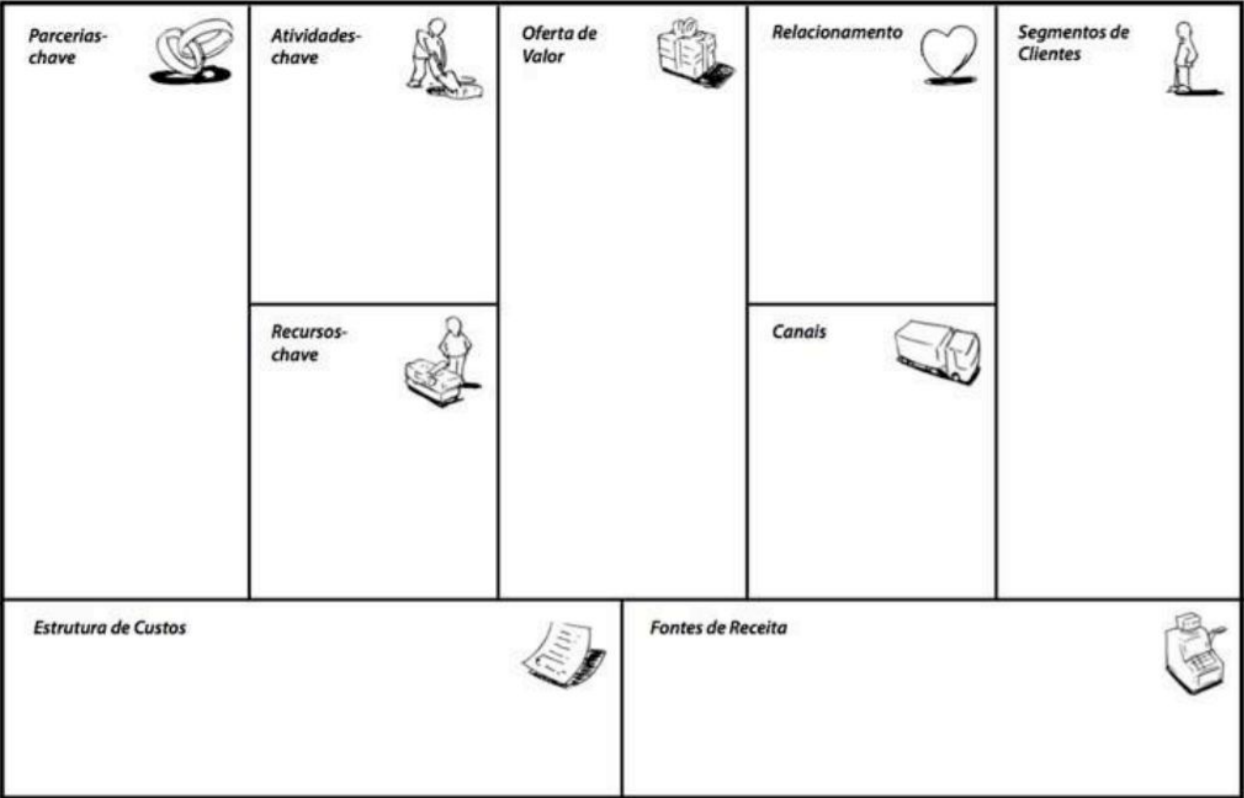 Parcerias-
chave
Atividades-
chave
Oferta de
Valor
Relacionamento
Segmentos de
Clientes
Recursos-
chave
Canais
Estrutura de Custos
Fontes de Receita